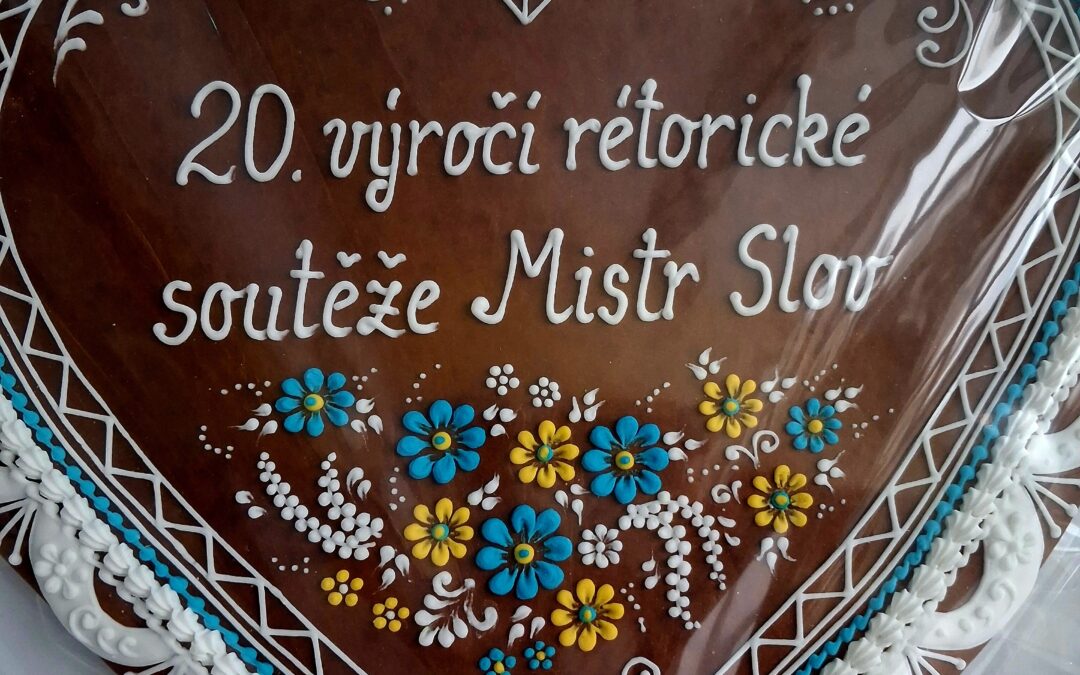 20. výročí rétorické
soutěže Mistr Slov